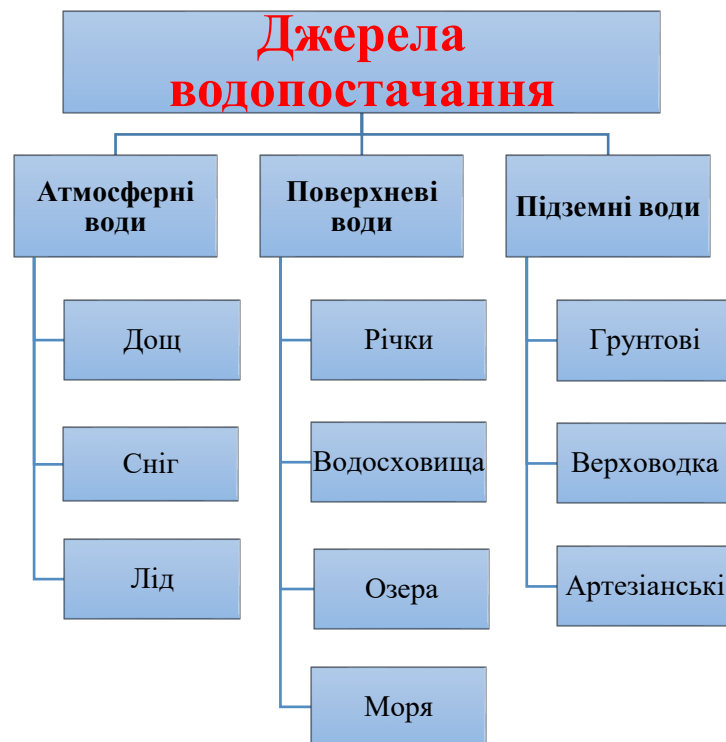 Джерела
водопостачання
Атмосферні
води
Поверхневі
води
Підземні води
Дощ
Річки
Грунтові
Сніг
Водосховища
Верховодка
Лід
Озера
Артезіанські
Моря